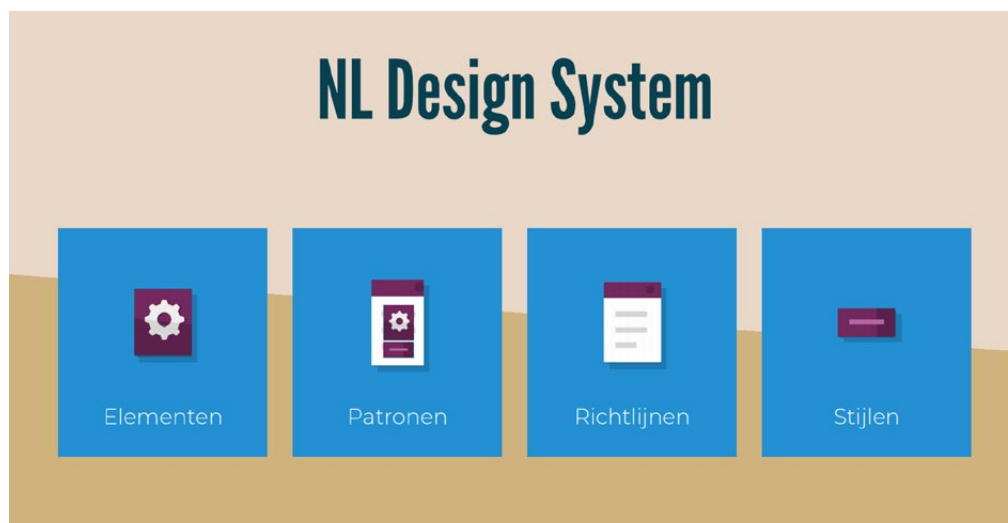 NL Design System
Elementen
Patronen
Richtlijnen
Stijlen